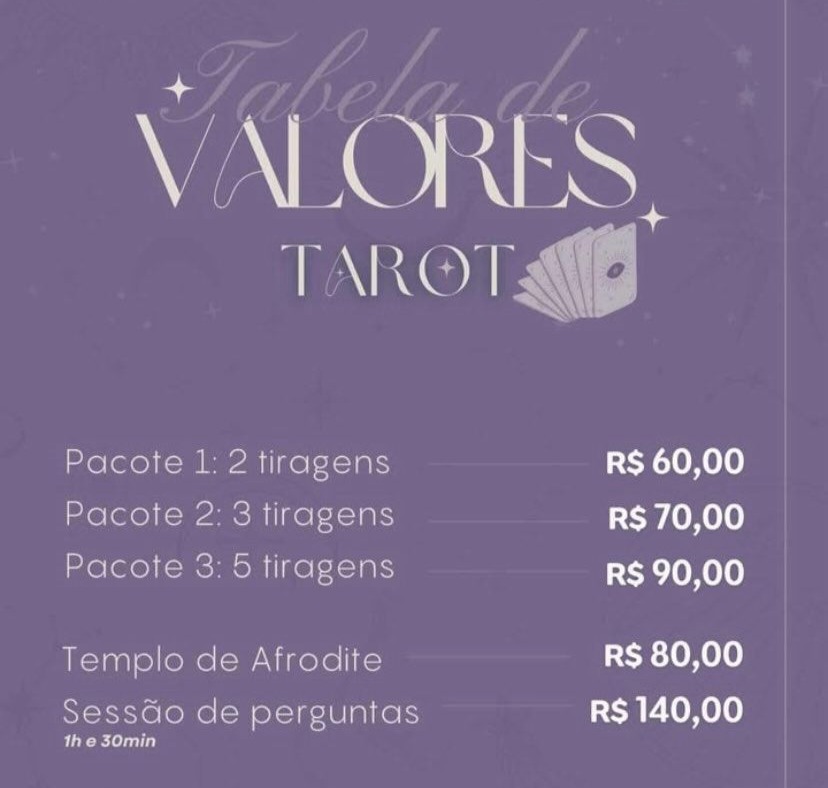 Tabela de
VALORES
TAROT
Pacote 1: 2 tiragens R$ 60,00
Pacote 2: 3 tiragens R$ 70,00
Pacote 3: 5 tiragens R$ 90,00
Templo de Afrodite R$ 80,00
Sessão de perguntas R$ 140,00
1h e 30min